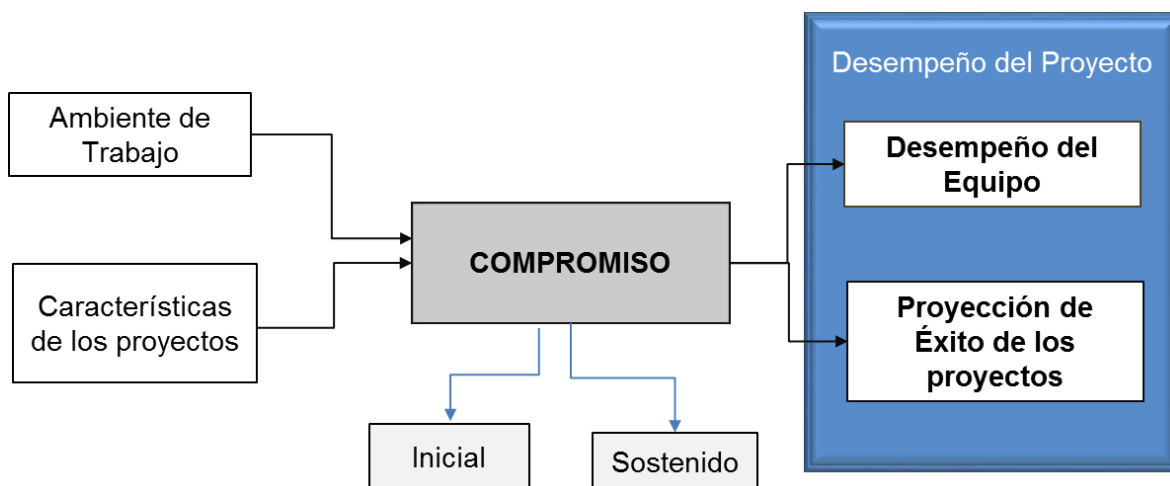 Desempeño del Proyecto
Ambiente de
Trabajo
Desempeño del
Equipo
COMPROMISO
Característísicas
de los proyectos
Proyección de
Éxito de los
proyectos
Inicial
Sostenido